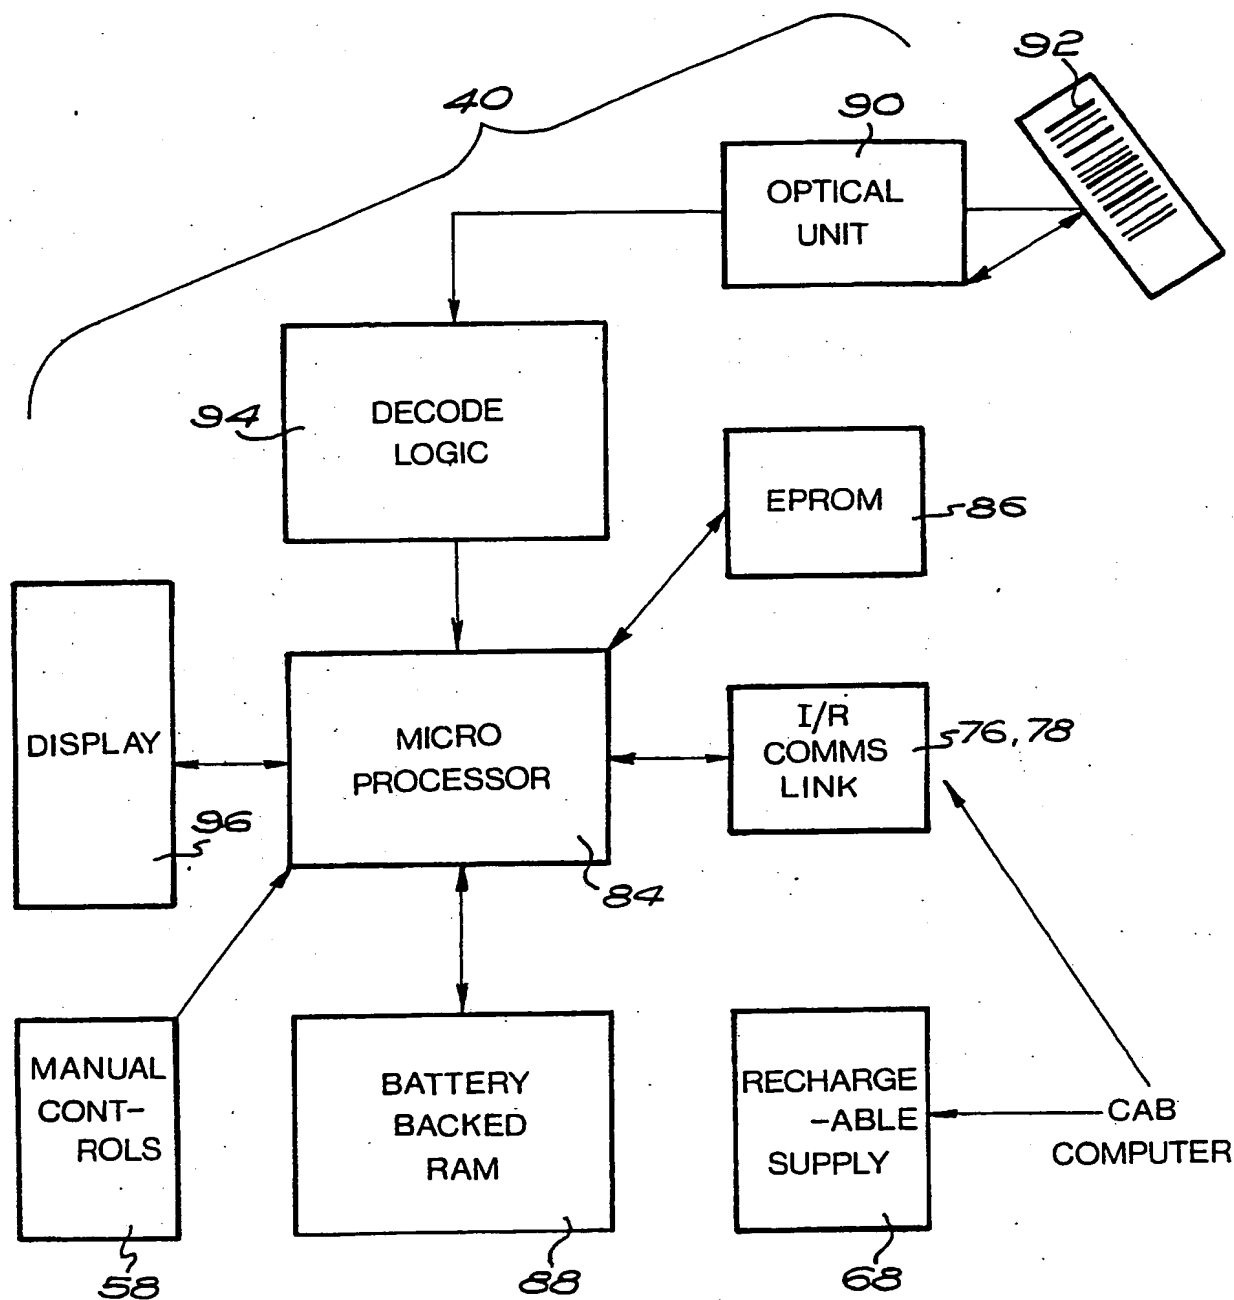 92
40
90
OPTICAL
UNIT
94
DECODE
LOGIC
EPROM
86
DISPLAY
96
MICRO
PROCESSOR
84
I/R
COMMS
LINK
76,78
MANUAL
CONT-
ROLS
58
BATTERY
BACKED
RAM
88
RECHARGE
-ABLE
SUPPLY
68
CAB
COMPUTER